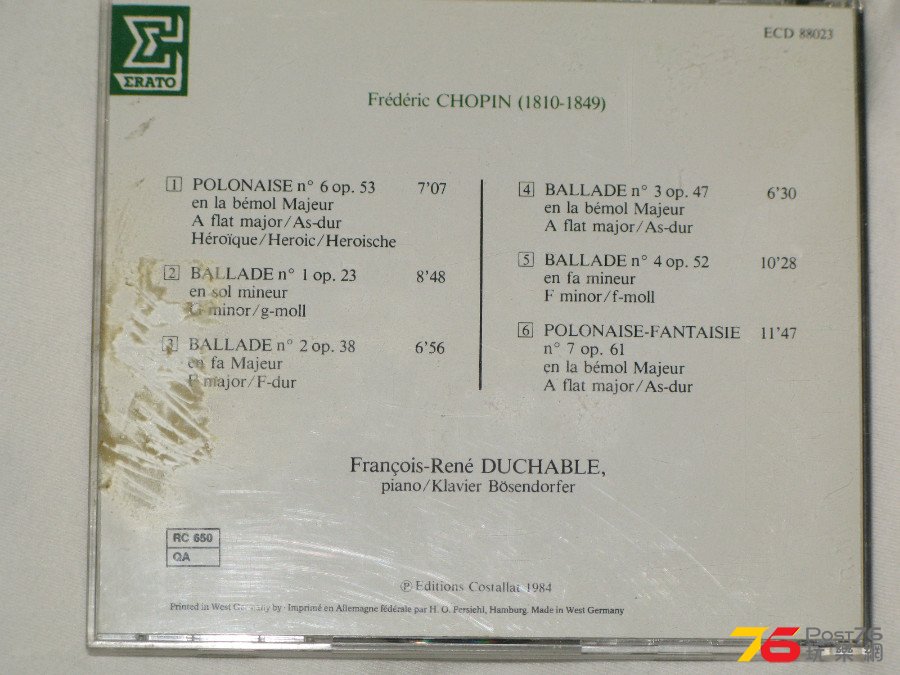 ERATO
ECD 88023
Frédéric CHOPIN (1810-1849)
1 POLONAISE n° 6 op. 53 7'07
en la bémol Majeur
A flat major/As-dur
Héroïque/Heroic/Heroische
2 BALLADE n° 1 op. 23 8'48
en sol mineur
G minor/g-moll
3 BALLADE n° 2 op. 38 6'56
en fa Majeur
F major/F-dur
4 BALLADE n° 3 op. 47 6'30
en la bémol Majeur
A flat major/As-dur
5 BALLADE n° 4 op. 52 10'28
en fa mineur
F minor/f-moll
6 POLONAISE-FANTAISIE 11'47
n° 7 op. 61
en la bémol Majeur
A flat major/As-dur
François-René DUCHABLE,
piano/Klavier Bösendorfer
RC 650
QA
℗ Editions Costallat 1984
Printed in West Germany by · Imprimé en Allemagne fédérale par H. O. Persiehl, Hamburg. Made in West Germany
76 Post76
玩樂網